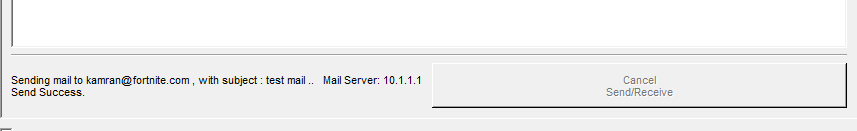 Sending mail to kamran@fortnite.com , with subject : test mail .. Mail Server: 10.1.1.1
Send Success.
Cancel
Send/Receive